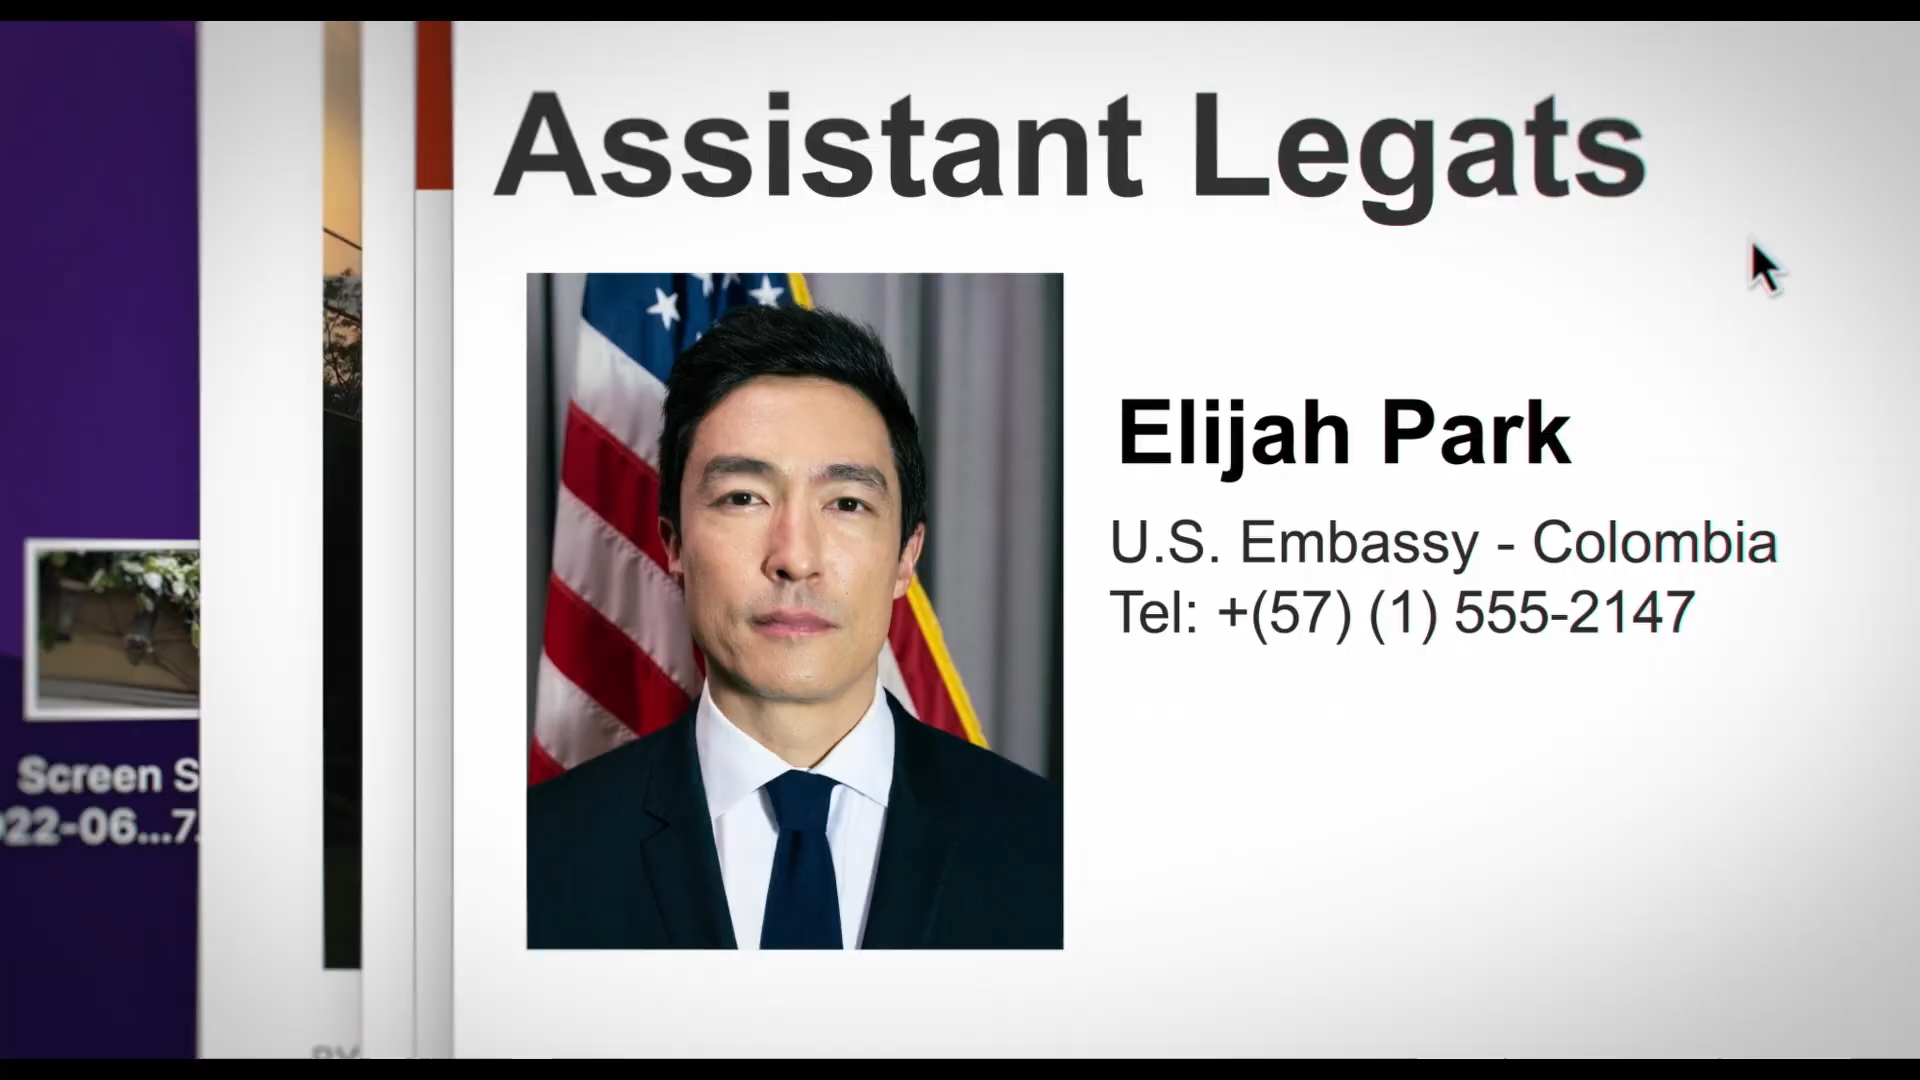 Assistant Legats
Elijah Park
U.S. Embassy - Colombia
Tel: +(57) (1) 555-2147
Screen S
22-06...7